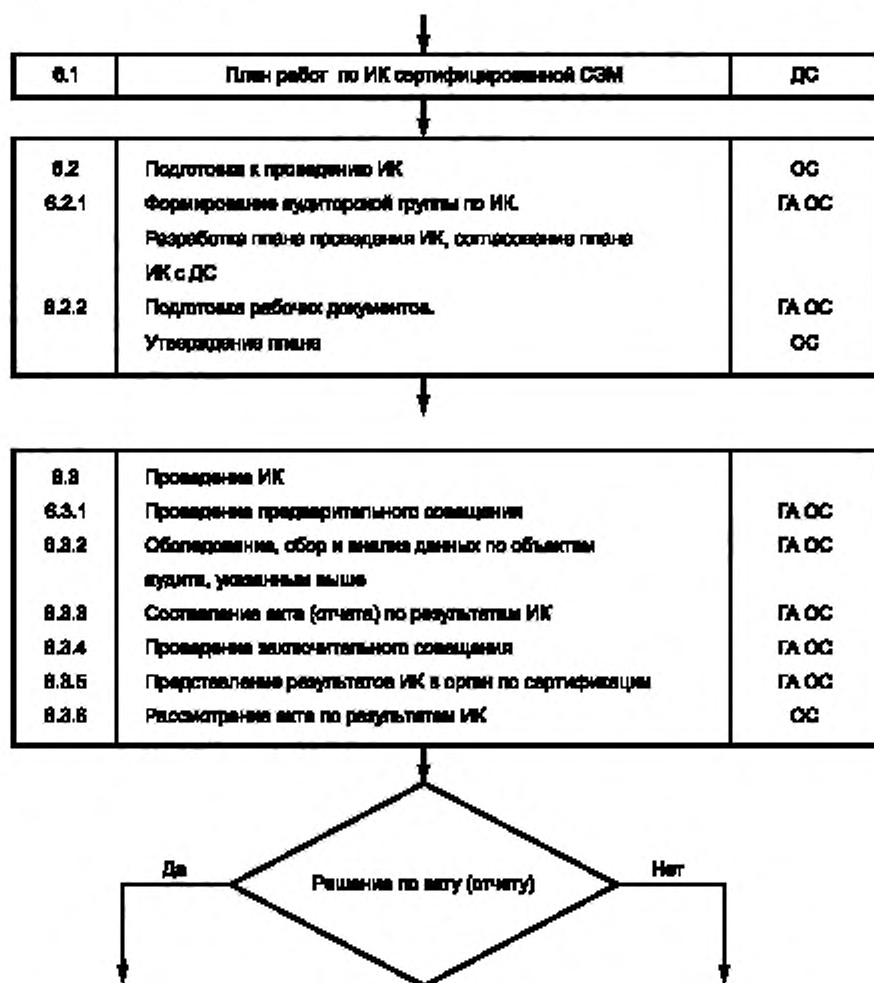 6.1 План работ по ИК сертифицированной СЭМ ДС
6.2 Подготовка к проведению ИК ОС
6.2.1 Формирование аудиторской группы по ИК. ГА ОС
Разработка плана проведения ИК, согласование плана
ИК с ДС
6.2.2 Подготовка рабочих документов. ГА ОС
Утверждение плана ОС
6.3 Проведение ИК
6.3.1 Проведение предварительного совещания ГА ОС
6.3.2 Обследование, сбор и анализ данных по объектам ГА ОС
аудита, указанным выше
6.3.3 Составление акта (отчета) по результатам ИК ГА ОС
6.3.4 Проведение заключительного совещания ГА ОС
6.3.5 Представление результатов ИК в орган по сертификации ГА ОС
6.3.6 Рассмотрение акта по результатам ИК ОС
Да
Нет
Решение по акту (отчету)